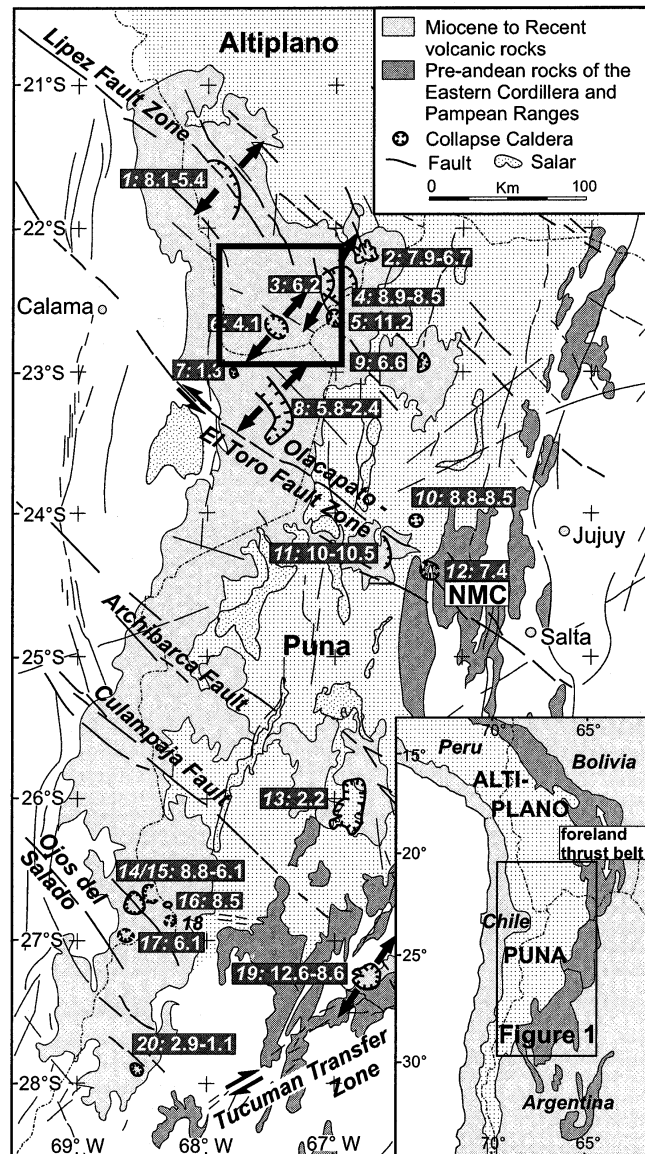 Altiplano
Miocene to Recent
volcanic rocks
Pre-andean rocks of the
Eastern Cordillera and
Pampean Ranges
Collapse Caldera
Fault
Salar
0 Km 100
21°S
Lipez Fault Zone
1: 8.1-5.4
22°S
2: 7.9-6.7
3: 6.2
4: 8.9-8.5
Calama
6: 4.1
5: 11.2
7: 1.3
9: 6.6
23°S
8: 5.8-2.4
Olacapato -
El Toro Fault Zone
10: 8.8-8.5
24°S
Jujuy
11: 10-10.5
12: 7.4
NMC
Salta
Puna
25°S
Archibarca Fault
Culampaja Fault
13: 2.2
26°S
Ojos del
Salado
14/15: 8.8-6.1
16: 8.5
18
27°S
17: 6.1
19: 12.6-8.6
20: 2.9-1.1
28°S
Tucuman Transfer
Zone
69° W
68° W
67° W
70°
65°
15°
Peru
Bolivia
ALTI-
PLANO
20°
foreland
thrust belt
Chile
PUNA
25°
Figure 1
30°
Argentina
70°
65°